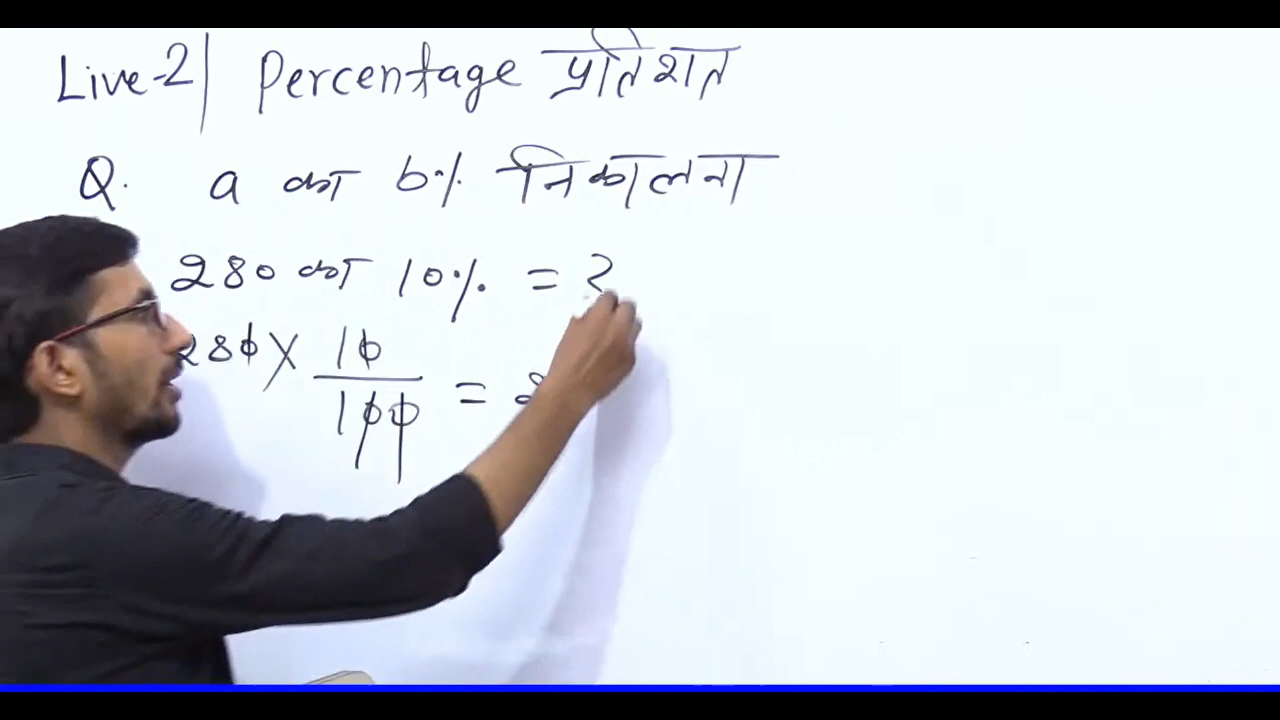 Live-2| Percentage प्रतिशत
Q. a का b% निकालना
280 का 10% = ?
280 X 10/100 =